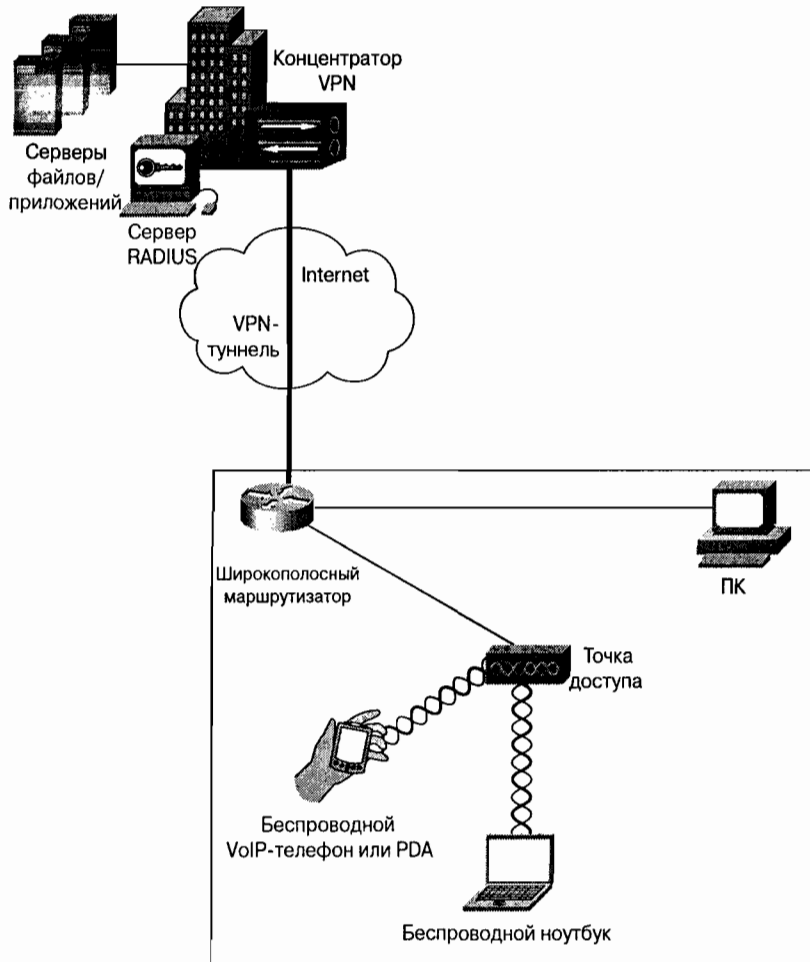 Концентратор
VPN
Серверы
файлов/
приложений
Сервер
RADIUS
Internet
VPN-
туннель
Широкополосный
маршрутизатор
ПК
Точка
доступа
Беспроводной
VoIP-телефон или PDA
Беспроводной ноутбук